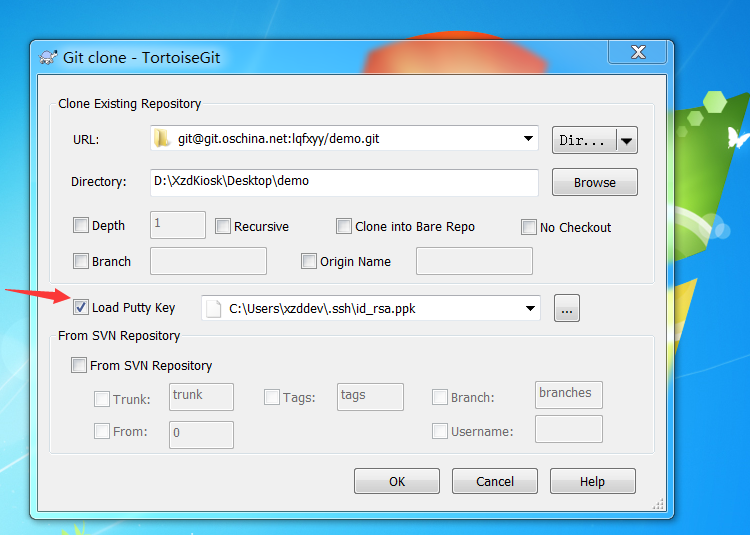 Git clone - TortoiseGit
Clone Existing Repository
URL: git@git.oschina.net:lqfxyy/demo.git Dir...
Directory: D:\XzdKiosk\Desktop\demo Browse
Depth 1 Recursive Clone into Bare Repo No Checkout
Branch Origin Name
Load Putty Key C:\Users\xzddev\.ssh\id_rsa.ppk ...
From SVN Repository
From SVN Repository
Trunk: trunk Tags: tags Branch: branches
From: 0 Username:
OK Cancel Help